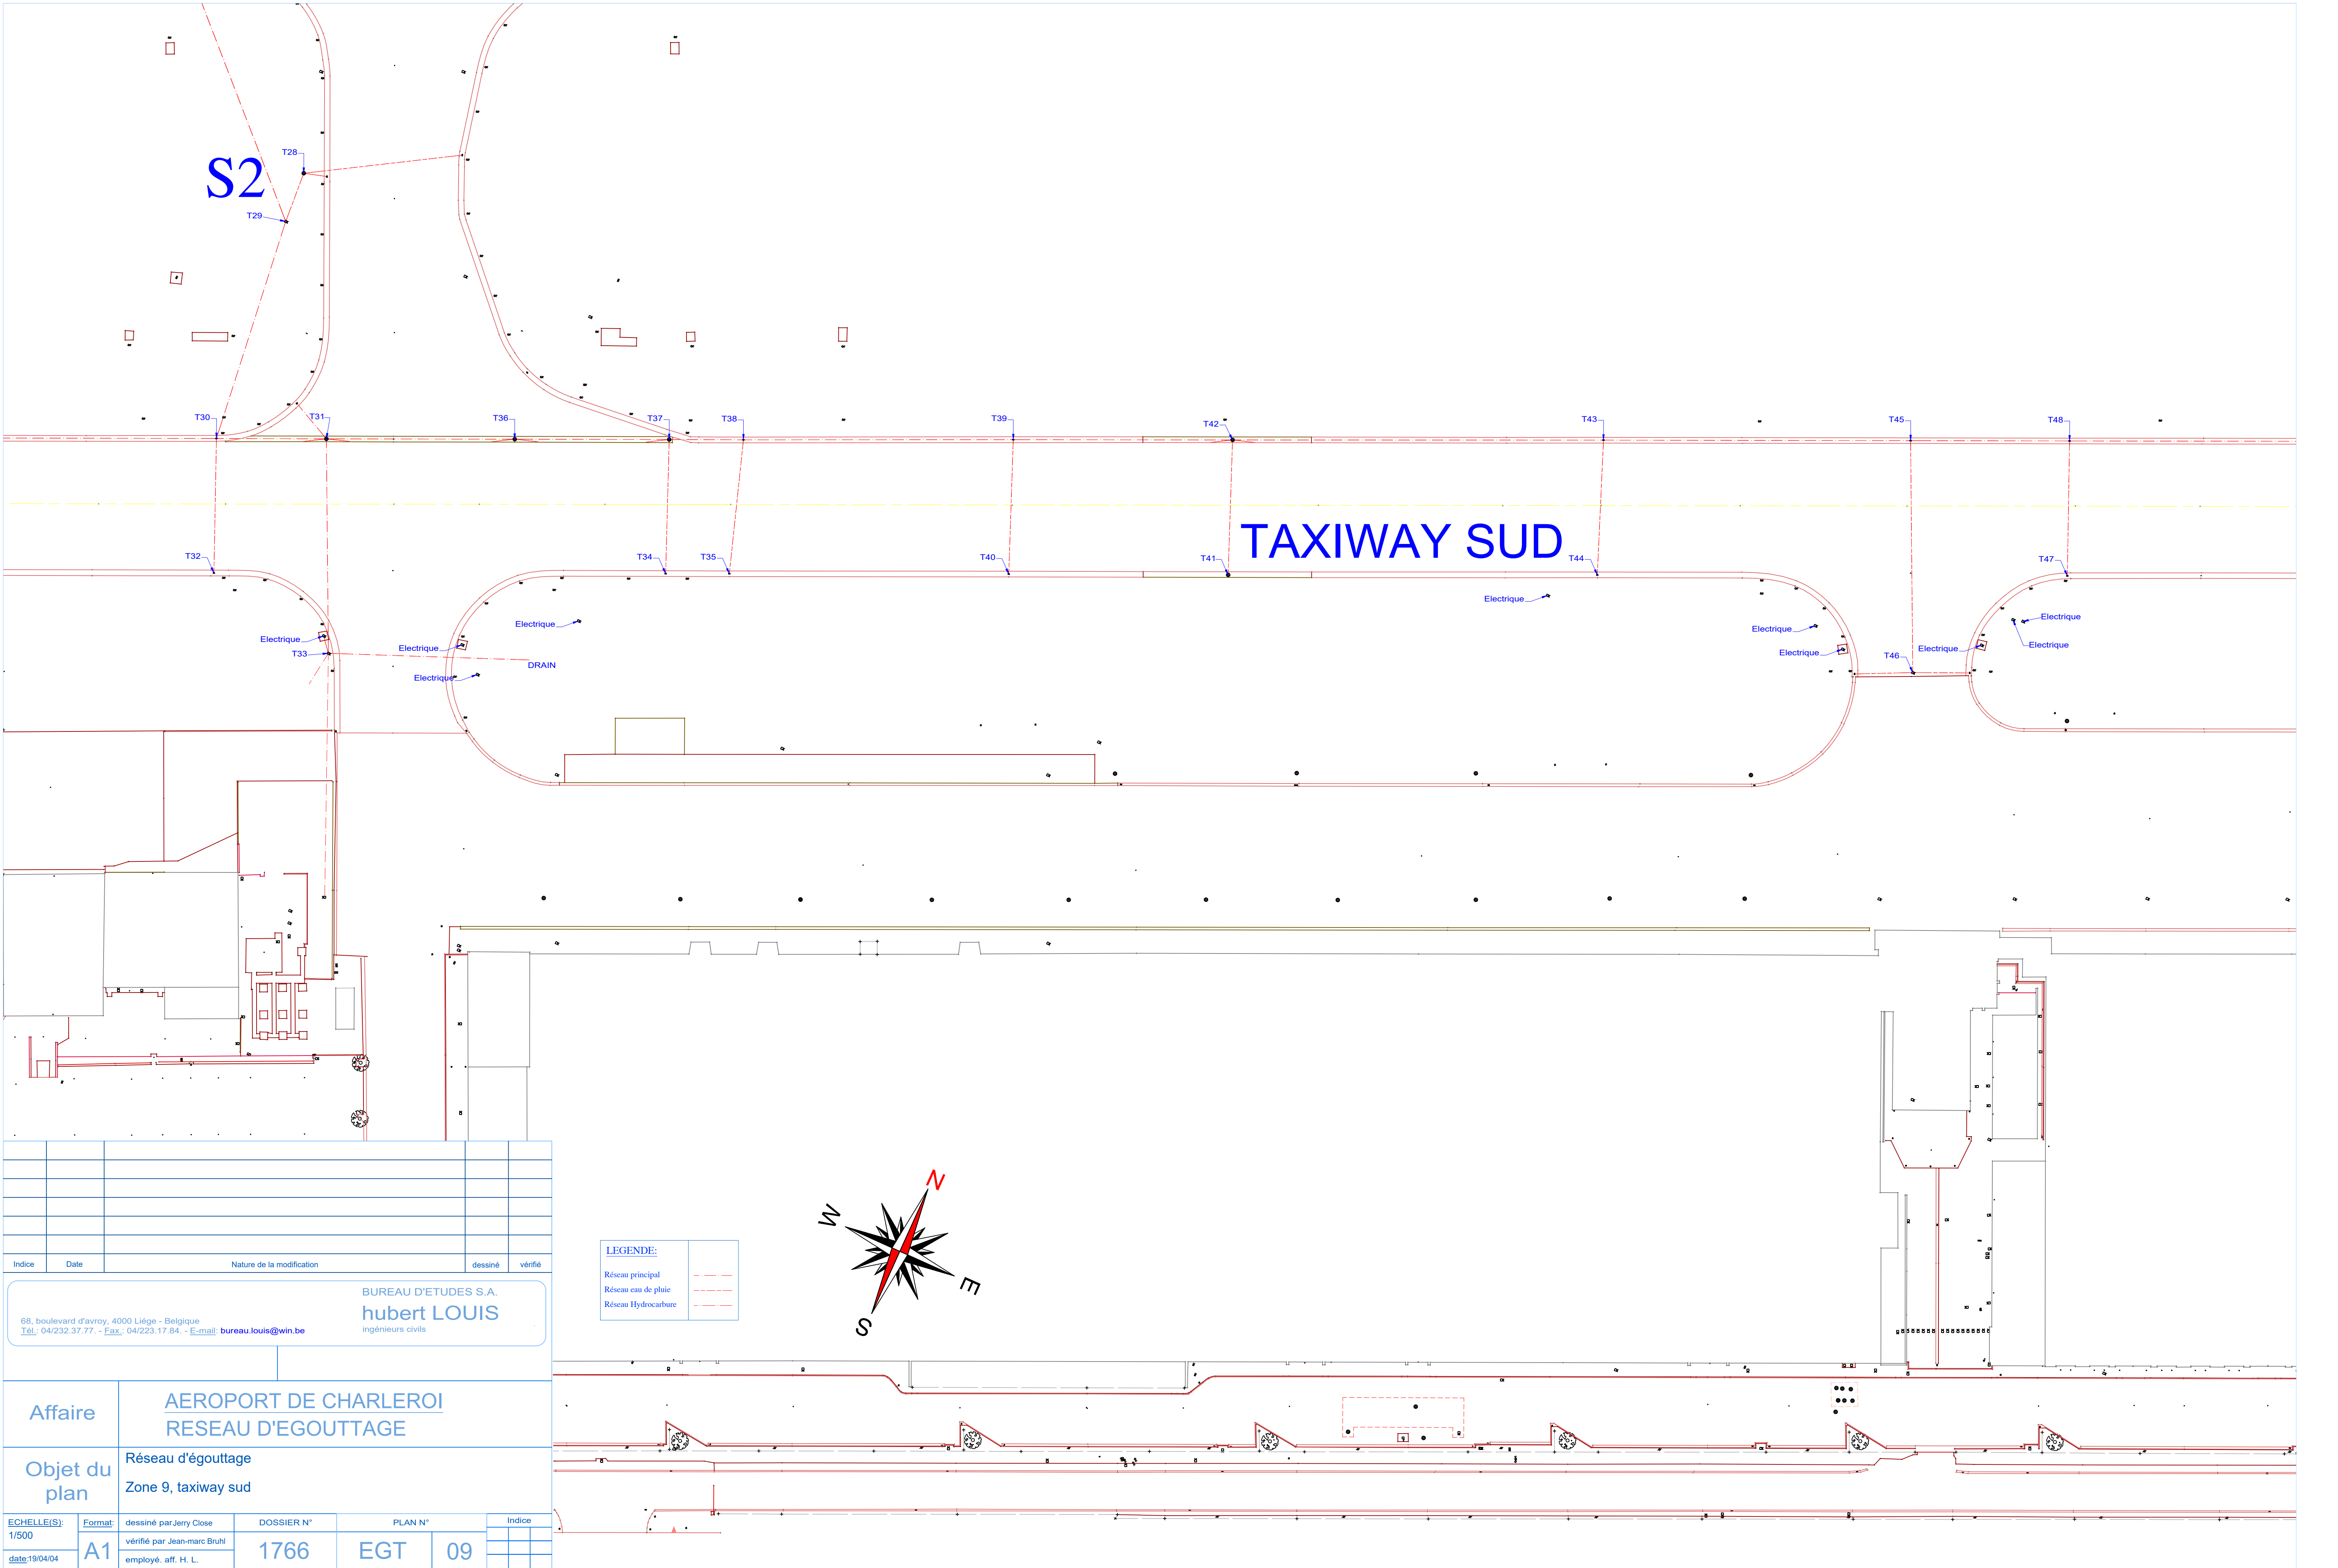 T28
S2
T29
T30
T31
T36
T37
T38
T39
T42
T43
T45
T48
TAXIWAY SUD
T32
T34
T35
T40
T41
T44
T47
Electrique
Electrique
Electrique
Electrique
Electrique
Electrique
T33
Electrique
DRAIN
Electrique
Electrique
T46
Electrique
Electrique
N
W
E
S
LEGENDE:
Réseau principal
Réseau eau de pluie
Réseau Hydrocarbure
Indice Date Nature de la modification dessiné vérifié
BUREAU D'ETUDES S.A.
hubert LOUIS
ingénieurs civils
68, boulevard d'avroy, 4000 Liége - Belgique
Tél.: 04/232.37.77. - Fax.: 04/223.17.84. - E-mail: bureau.louis@win.be
Affaire
AEROPORT DE CHARLEROI
RESEAU D'EGOUTTAGE
Objet du plan
Réseau d'égouttage
Zone 9, taxiway sud
ECHELLE(S):
1/500
date:19/04/04
Format:
A1
dessiné par Jerry Close
vérifié par Jean-marc Bruhl
employé. aff. H. L.
DOSSIER N°
1766
PLAN N°
EGT 09
Indice